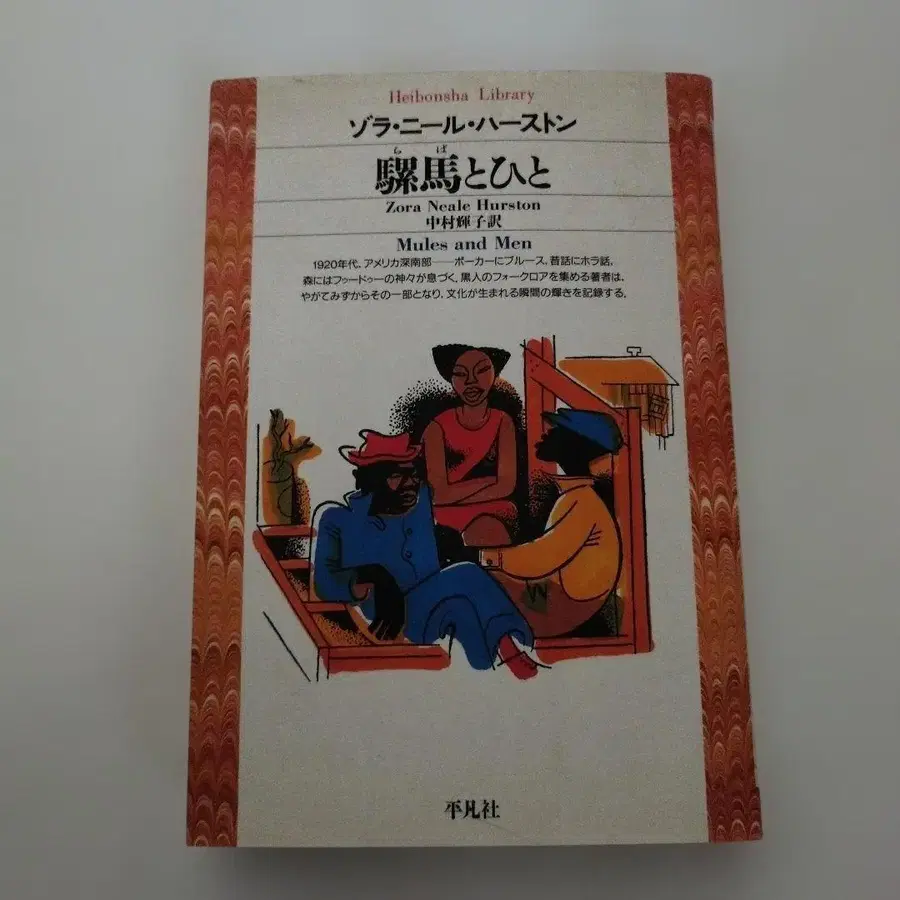 Heibonsha Library
ゾラ・ニール・ハーストン
らば
騾馬とひと
Zora Neale Hurston
中村輝子訳
Mules and Men
1920年代、アメリカ深南部――ポーカーにブルース、昔話にホラ話。
森にはフゥードゥーの神々が息づく。黒人のフォークロアを集める著者は、
やがてみずからその一部となり、文化が生まれる瞬間の輝きを記録する。
平凡社